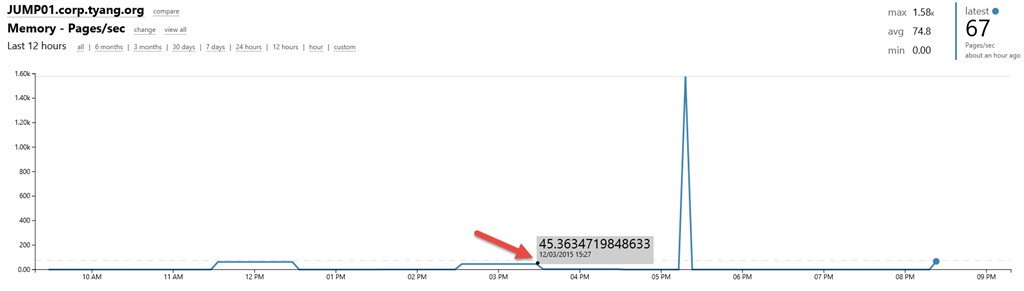 JUMP01.corp.tyang.org compare
Memory - Pages/sec change view all
Last 12 hours all | 6 months | 3 months | 30 days | 7 days | 24 hours | 12 hours | hour | custom
max 1.58k
avg 74.8
min 0.00
latest
67
Pages/sec
about an hour ago
1.60k
1.40k
1.20k
1.00k
800
600
400
200
0.00
45.3634719848633
12/03/2015 15:27
10 AM 11 AM 12 PM 01 PM 02 PM 03 PM 04 PM 05 PM 06 PM 07 PM 08 PM 09 PM